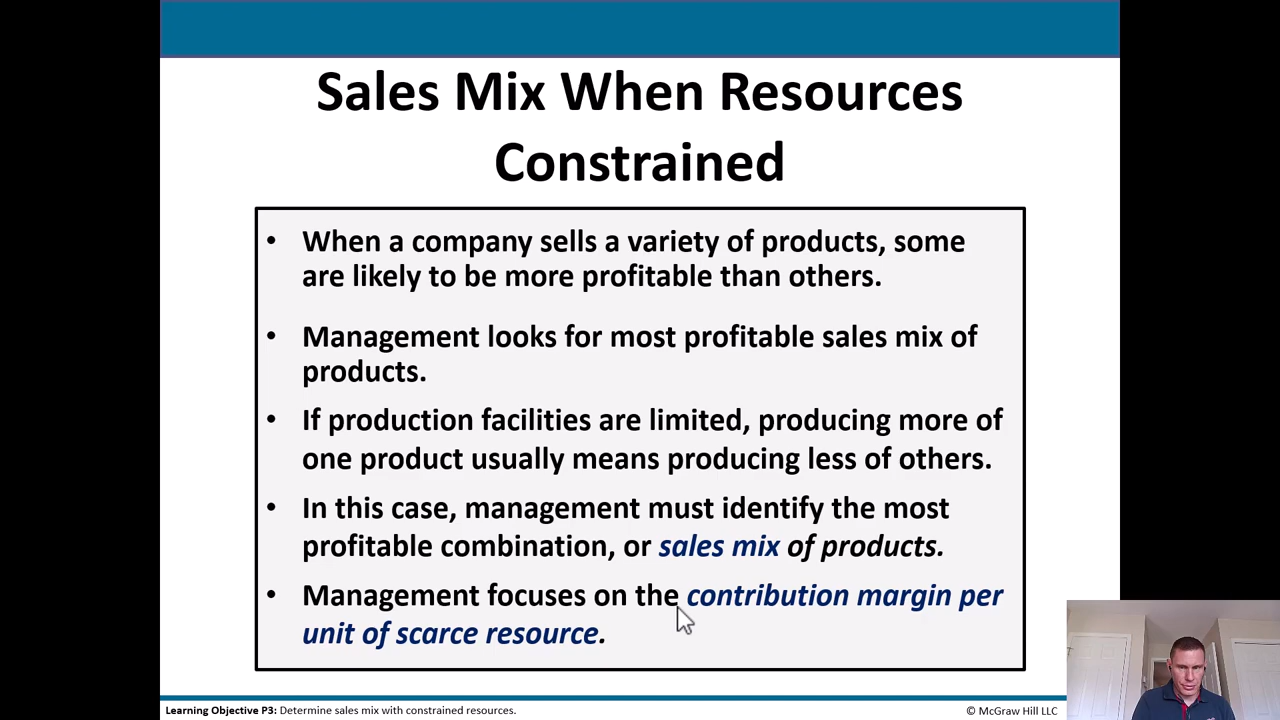 Sales Mix When Resources
Constrained
• When a company sells a variety of products, some
are likely to be more profitable than others.
• Management looks for most profitable sales mix of
products.
• If production facilities are limited, producing more of
one product usually means producing less of others.
• In this case, management must identify the most
profitable combination, or sales mix of products.
• Management focuses on the contribution margin per
unit of scarce resource.
Learning Objective P3: Determine sales mix with constrained resources.
© McGraw Hill LLC